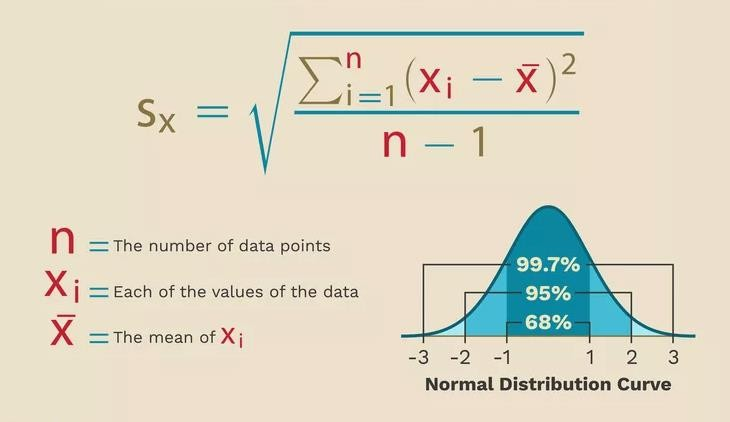 sₓ = √(∑ⁿᵢ₌₁ (xᵢ − x̄)² / n − 1)
n = The number of data points
xᵢ = Each of the values of the data
x̄ = The mean of xᵢ
99.7%
95%
68%
-3 -2 -1 1 2 3
Normal Distribution Curve